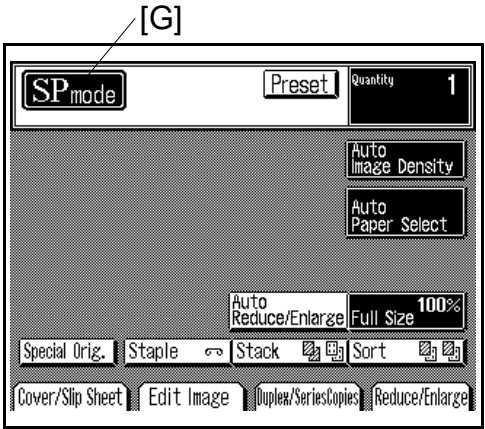 [G]
SPmode
Preset
Quantity 1
Auto
Image Density
Auto
Paper Select
Auto
Reduce/Enlarge
100%
Full Size
Special Orig. Staple Stack Sort
Cover/Slip Sheet Edit Image Duplex/SeriesCopies Reduce/Enlarge